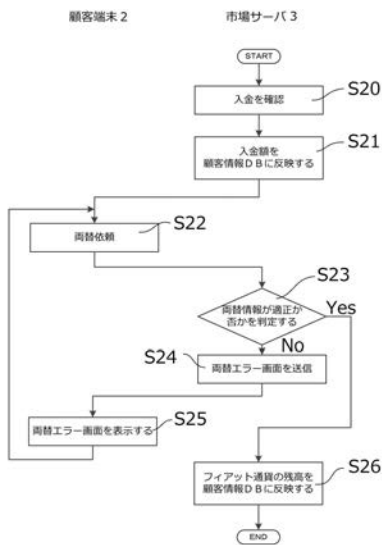 顧客端末2
市場サーバ3
START
入金を確認
S20
入金額を
顧客情報DBに反映する
S21
両替依頼
S22
両替情報が適正か
否かを判定する
S23
Yes
No
S24
両替エラー画面を送信
両替エラー画面を表示する
S25
フィアット通貨の残高を
顧客情報DBに反映する
S26
END